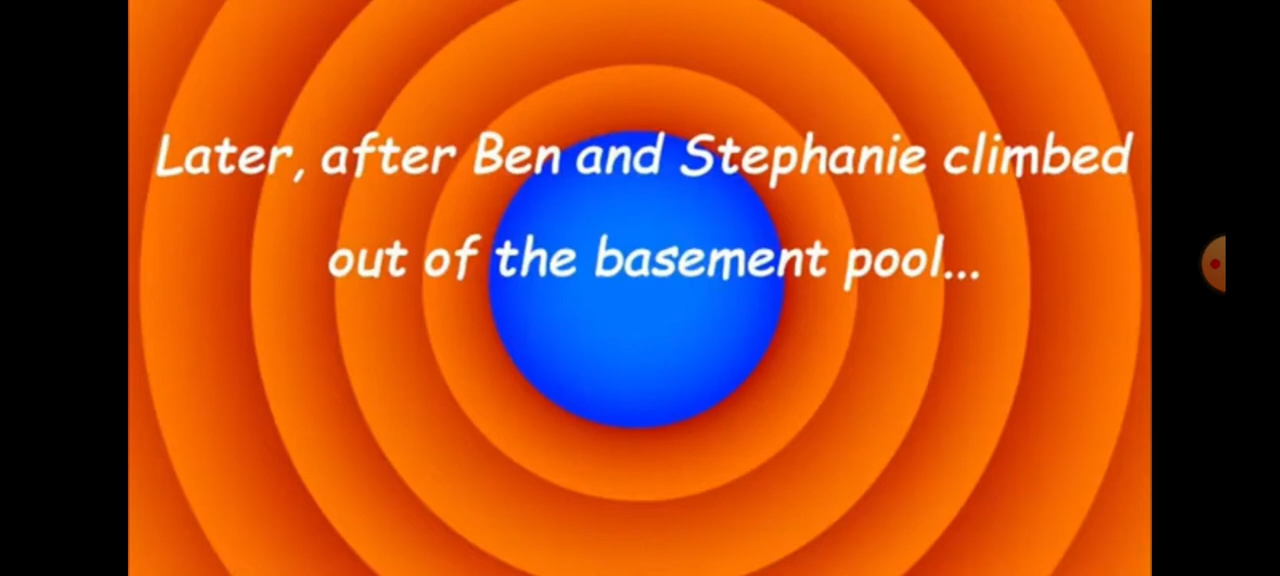 Later, after Ben and Stephanie climbed
out of the basement pool...